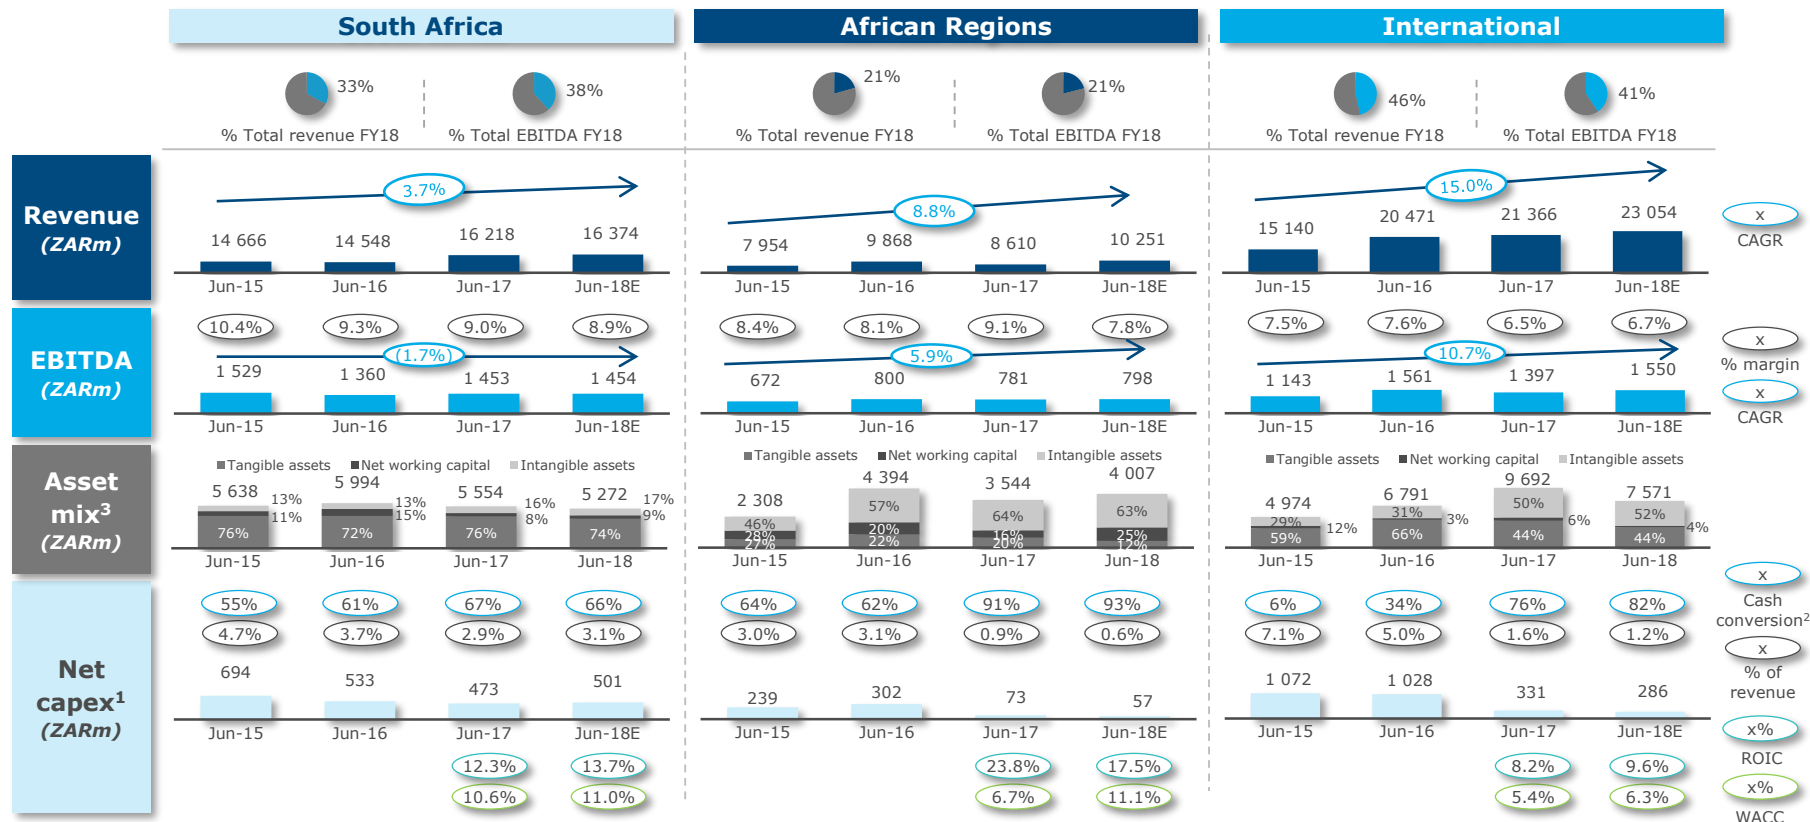 South Africa
African Regions
International
33%
38%
21%
21%
46%
41%
% Total revenue FY18
% Total EBITDA FY18
% Total revenue FY18
% Total EBITDA FY18
% Total revenue FY18
% Total EBITDA FY18
Revenue
(ZARm)
3.7%
14 666
14 548
16 218
16 374
Jun-15
Jun-16
Jun-17
Jun-18E
8.8%
7 954
9 868
8 610
10 251
Jun-15
Jun-16
Jun-17
Jun-18E
15.0%
15 140
20 471
21 366
23 054
Jun-15
Jun-16
Jun-17
Jun-18E
x
CAGR
EBITDA
(ZARm)
10.4%
9.3%
9.0%
8.9%
(1.7%)
1 529
1 360
1 453
1 454
Jun-15
Jun-16
Jun-17
Jun-18E
8.4%
8.1%
9.1%
7.8%
5.9%
672
800
781
798
Jun-15
Jun-16
Jun-17
Jun-18E
7.5%
7.6%
6.5%
6.7%
10.7%
1 143
1 561
1 397
1 550
Jun-15
Jun-16
Jun-17
Jun-18E
x
% margin
x
CAGR
Asset
mix³
(ZARm)
Tangible assets Net working capital Intangible assets
5 638
5 994
5 554
5 272
13%
13%
16%
17%
11%
15%
8%
9%
76%
72%
76%
74%
Jun-15
Jun-16
Jun-17
Jun-18
Tangible assets Net working capital Intangible assets
2 308
4 394
3 544
4 007
46%
57%
64%
63%
28%
20%
16%
25%
27%
22%
20%
12%
Jun-15
Jun-16
Jun-17
Jun-18
Tangible assets Net working capital Intangible assets
4 974
6 791
9 692
7 571
29%
31%
50%
52%
12%
3%
6%
4%
59%
66%
44%
44%
Jun-15
Jun-16
Jun-17
Jun-18
Net
capex¹
(ZARm)
55%
61%
67%
66%
4.7%
3.7%
2.9%
3.1%
694
533
473
501
Jun-15
Jun-16
Jun-17
Jun-18E
12.3%
13.7%
10.6%
11.0%
64%
62%
91%
93%
3.0%
3.1%
0.9%
0.6%
239
302
73
57
Jun-15
Jun-16
Jun-17
Jun-18E
23.8%
17.5%
6.7%
11.1%
6%
34%
76%
82%
7.1%
5.0%
1.6%
1.2%
1 072
1 028
331
286
Jun-15
Jun-16
Jun-17
Jun-18E
8.2%
9.6%
5.4%
6.3%
x
Cash
conversion²
x
% of
revenue
x%
ROIC
x%
WACC